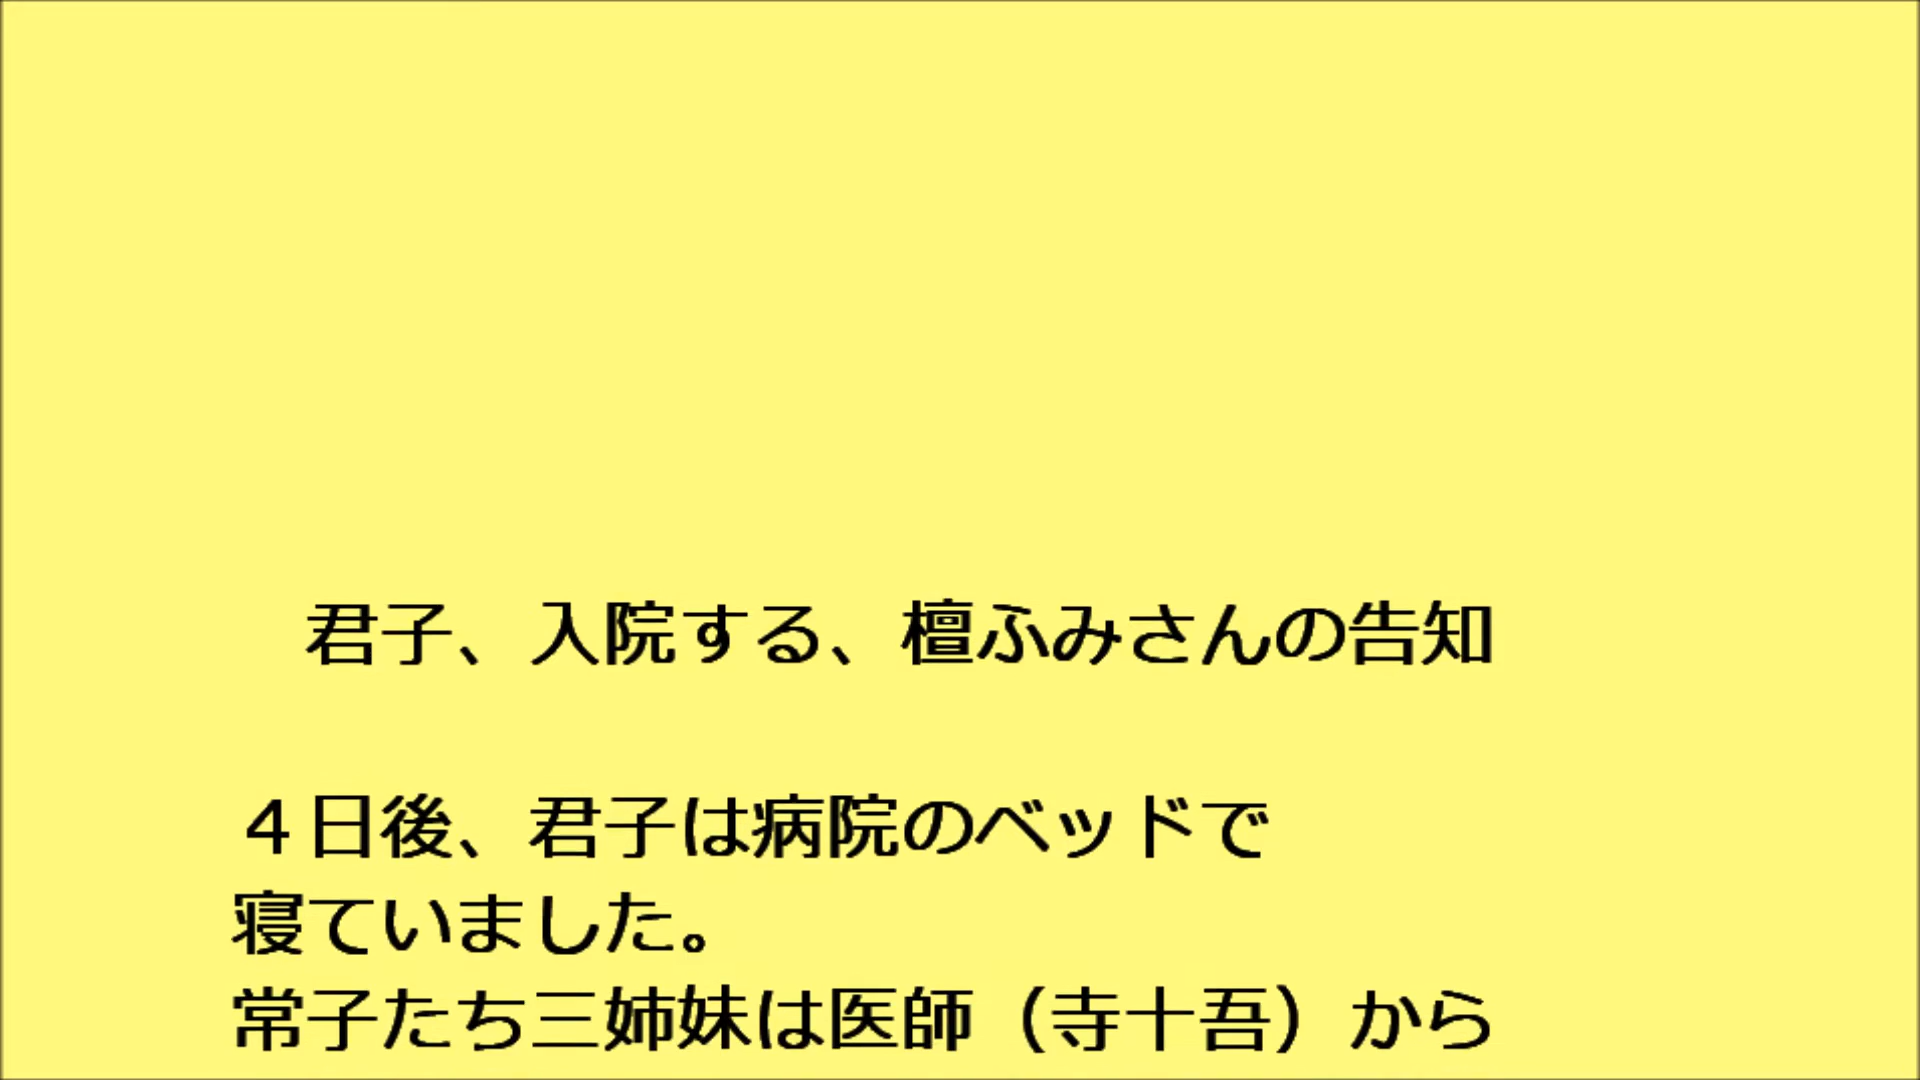 君子、入院する、檀ふみさんの告知
４日後、君子は病院のベッドで
寝ていました。
常子たち三姉妹は医師（寺十吾）から